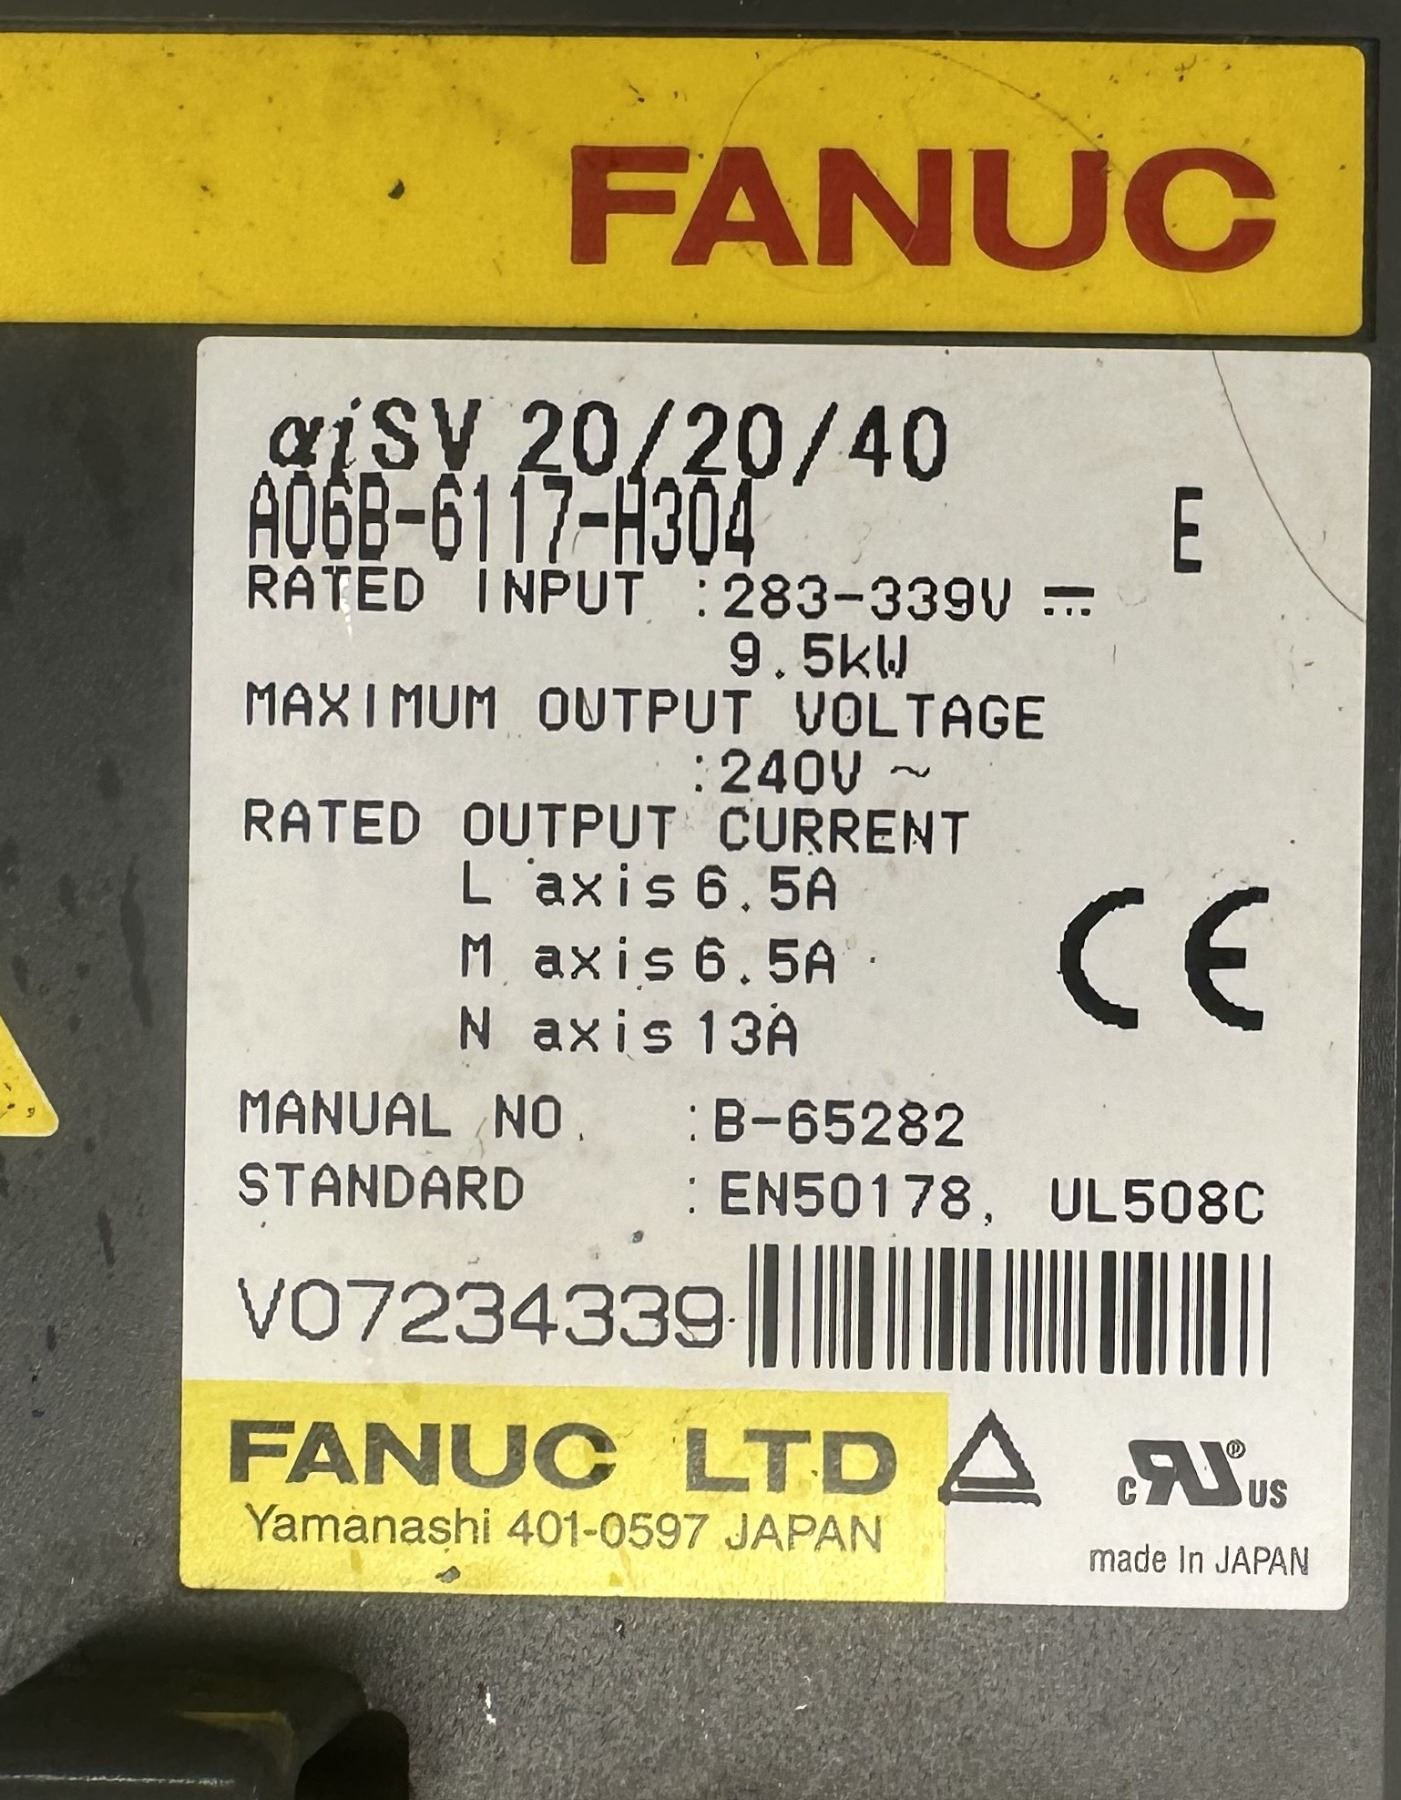 FANUC
αiSV 20/20/40
A06B-6117-H304 E
RATED INPUT :283-339V ⎓
9.5kW
MAXIMUM OUTPUT VOLTAGE
:240V ~
RATED OUTPUT CURRENT
L axis 6.5A
M axis 6.5A
N axis 13A
CE
MANUAL NO. :B-65282
STANDARD :EN50178, UL508C
V07234339
FANUC LTD
Yamanashi 401-0597 JAPAN
c RU ® US
made In JAPAN